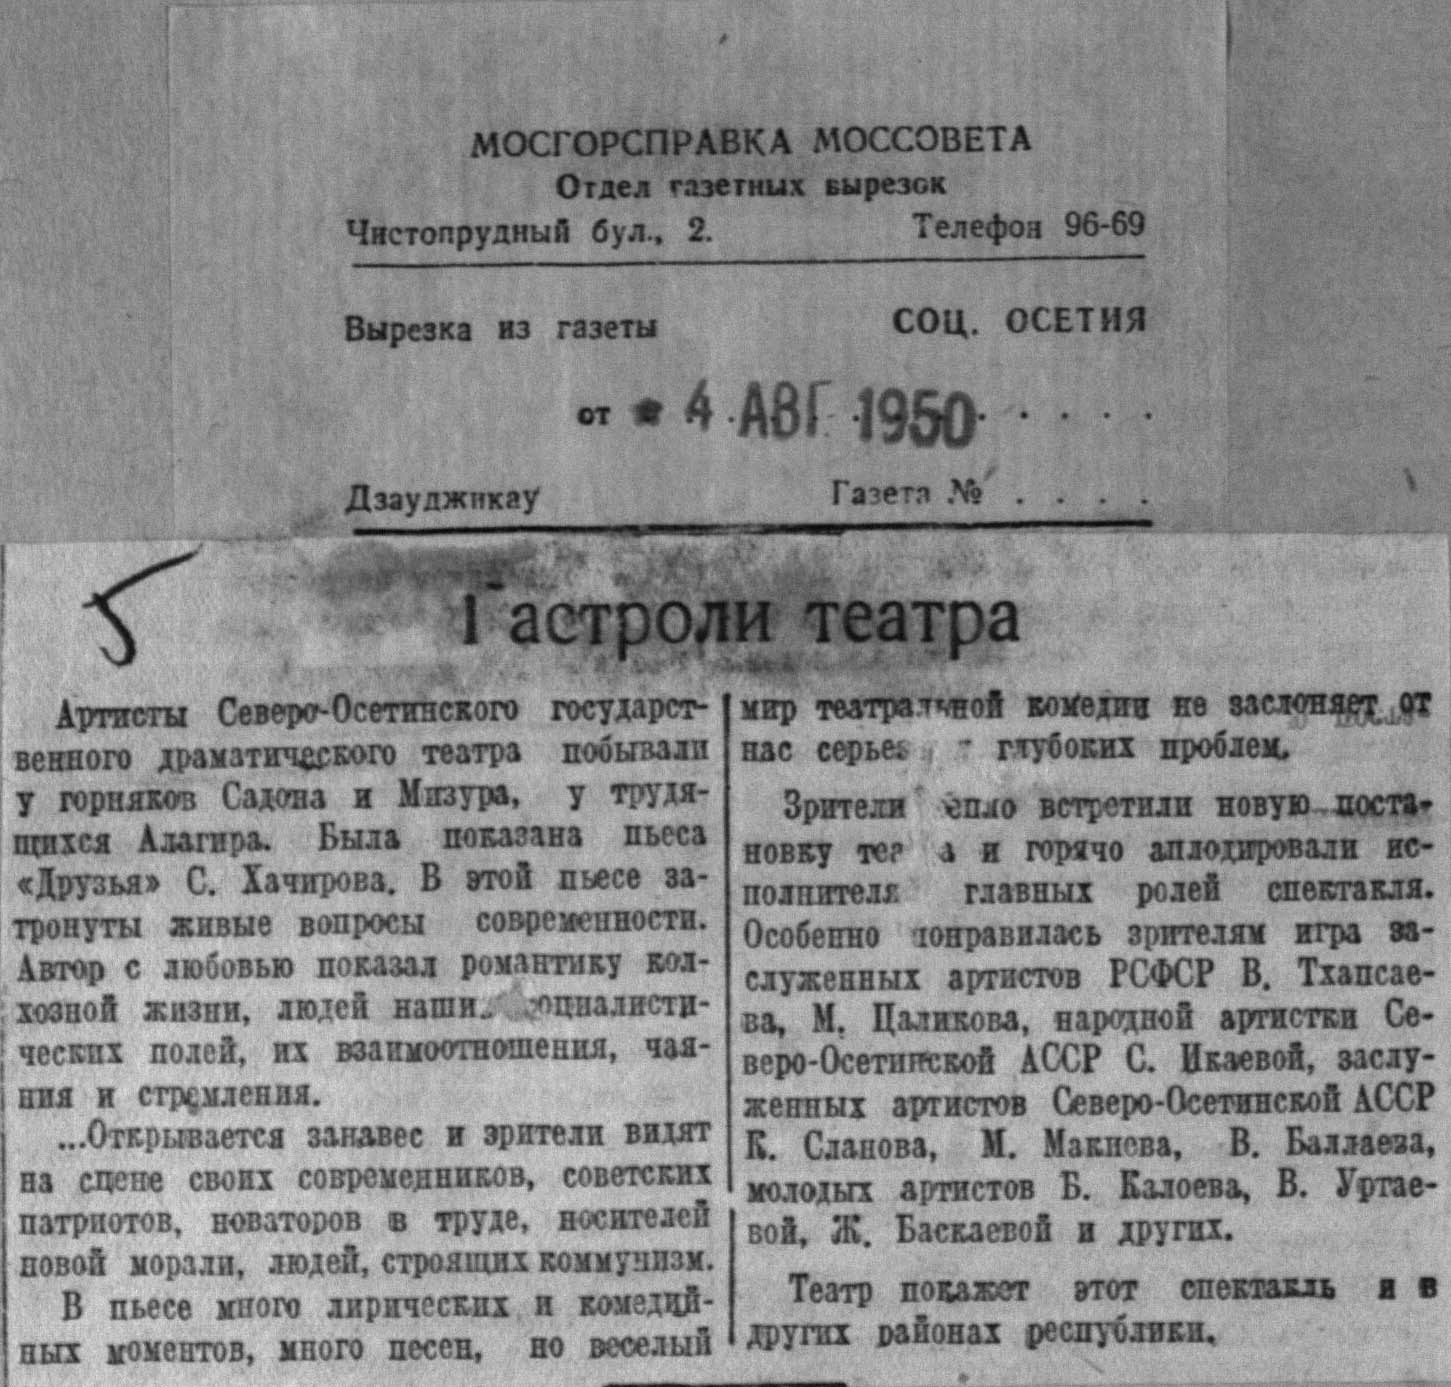 МОСГОРСПРАВКА МОССОВЕТА
Отдел газетных вырезок
Чистопрудный бул., 2. Телефон 96-69
Вырезка из газеты СОЦ. ОСЕТИЯ
от 4 АВГ 1950
Дзауджикау Газета №
5
Гастроли театра
Артисты Северо-Осетинского государст-
венного драматического театра побывали
у горняков Садона и Мизура, у трудя-
щихся Алагира. Была показана пьеса
«Друзья» С. Хачирова. В этой пьесе за-
тронуты живые вопросы современности.
Автор с любовью показал романтику кол-
хозной жизни, людей наших социалисти-
ческих полей, их взаимоотношения, чая-
ния и стремления.
...Открывается занавес и зрители видят
на сцене своих современников, советских
патриотов, новаторов в труде, носителей
новой морали, людей, строящих коммунизм.
В пьесе много лирических и комедий-
ных моментов, много песен, но веселый
мир театральной комедии не заслоняет от
нас глубоких проблем.
Зрители тепло встретили новую поста-
новку театра и горячо аплодировали ис-
полнителям главных ролей спектакля.
Особенно понравилась зрителям игра за-
служенных артистов РСФСР В. Тхапсае-
ва, М. Цаликова, народной артистки Се-
веро-Осетинской АССР С. Икаевой, заслу-
женных артистов Северо-Осетинской АССР
К. Сланова, М. Макиева, В. Баллаева,
молодых артистов Б. Калоева, В. Уртае-
вой, Ж. Баскаевой и других.
Театр покажет этот спектакль и в
других районах республики.